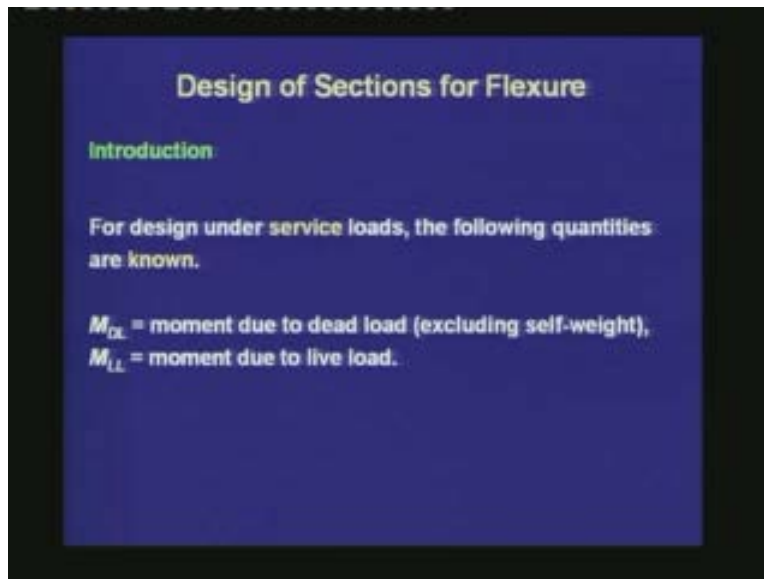 Design of Sections for Flexure
Introduction
For design under service loads, the following quantities
are known.
M_DL = moment due to dead load (excluding self-weight),
M_LL = moment due to live load.